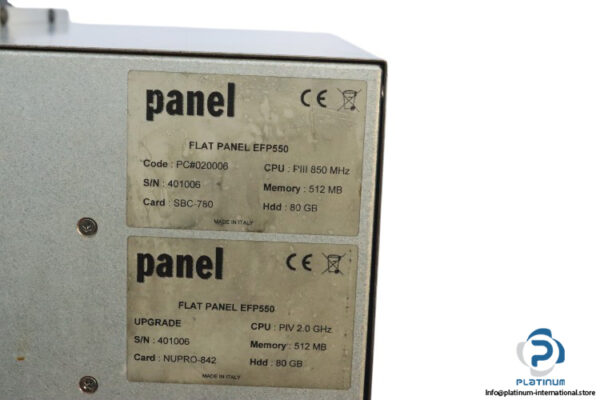 panel
CE
FLAT PANEL EFP550
Code : PC#020006 CPU : PIII 850 MHz
S/N : 401006 Memory : 512 MB
Card : SBC-780 Hdd : 80 GB
MADE IN ITALY
panel
CE
FLAT PANEL EFP550
UPGRADE CPU : PIV 2.0 GHz
S/N : 401006 Memory : 512 MB
Card : NUPRO-842 Hdd : 80 GB
MADE IN ITALY
PLATINUM
Info@platinum-international.store